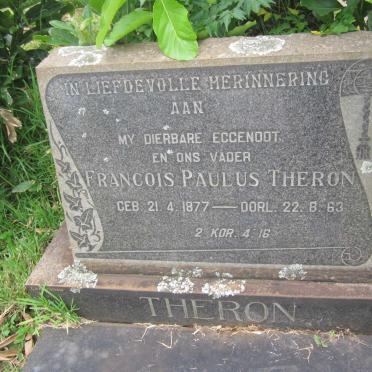 IN LIEFDEVOLLE HERINNERING
AAN
MY DIERBARE EGGENOOT,
EN ONS VADER
FRANCOIS PAULUS THERON
GEB. 21. 4. 1877 — OORL. 22. 8. 63
2 KOR. 4. 16
THERON